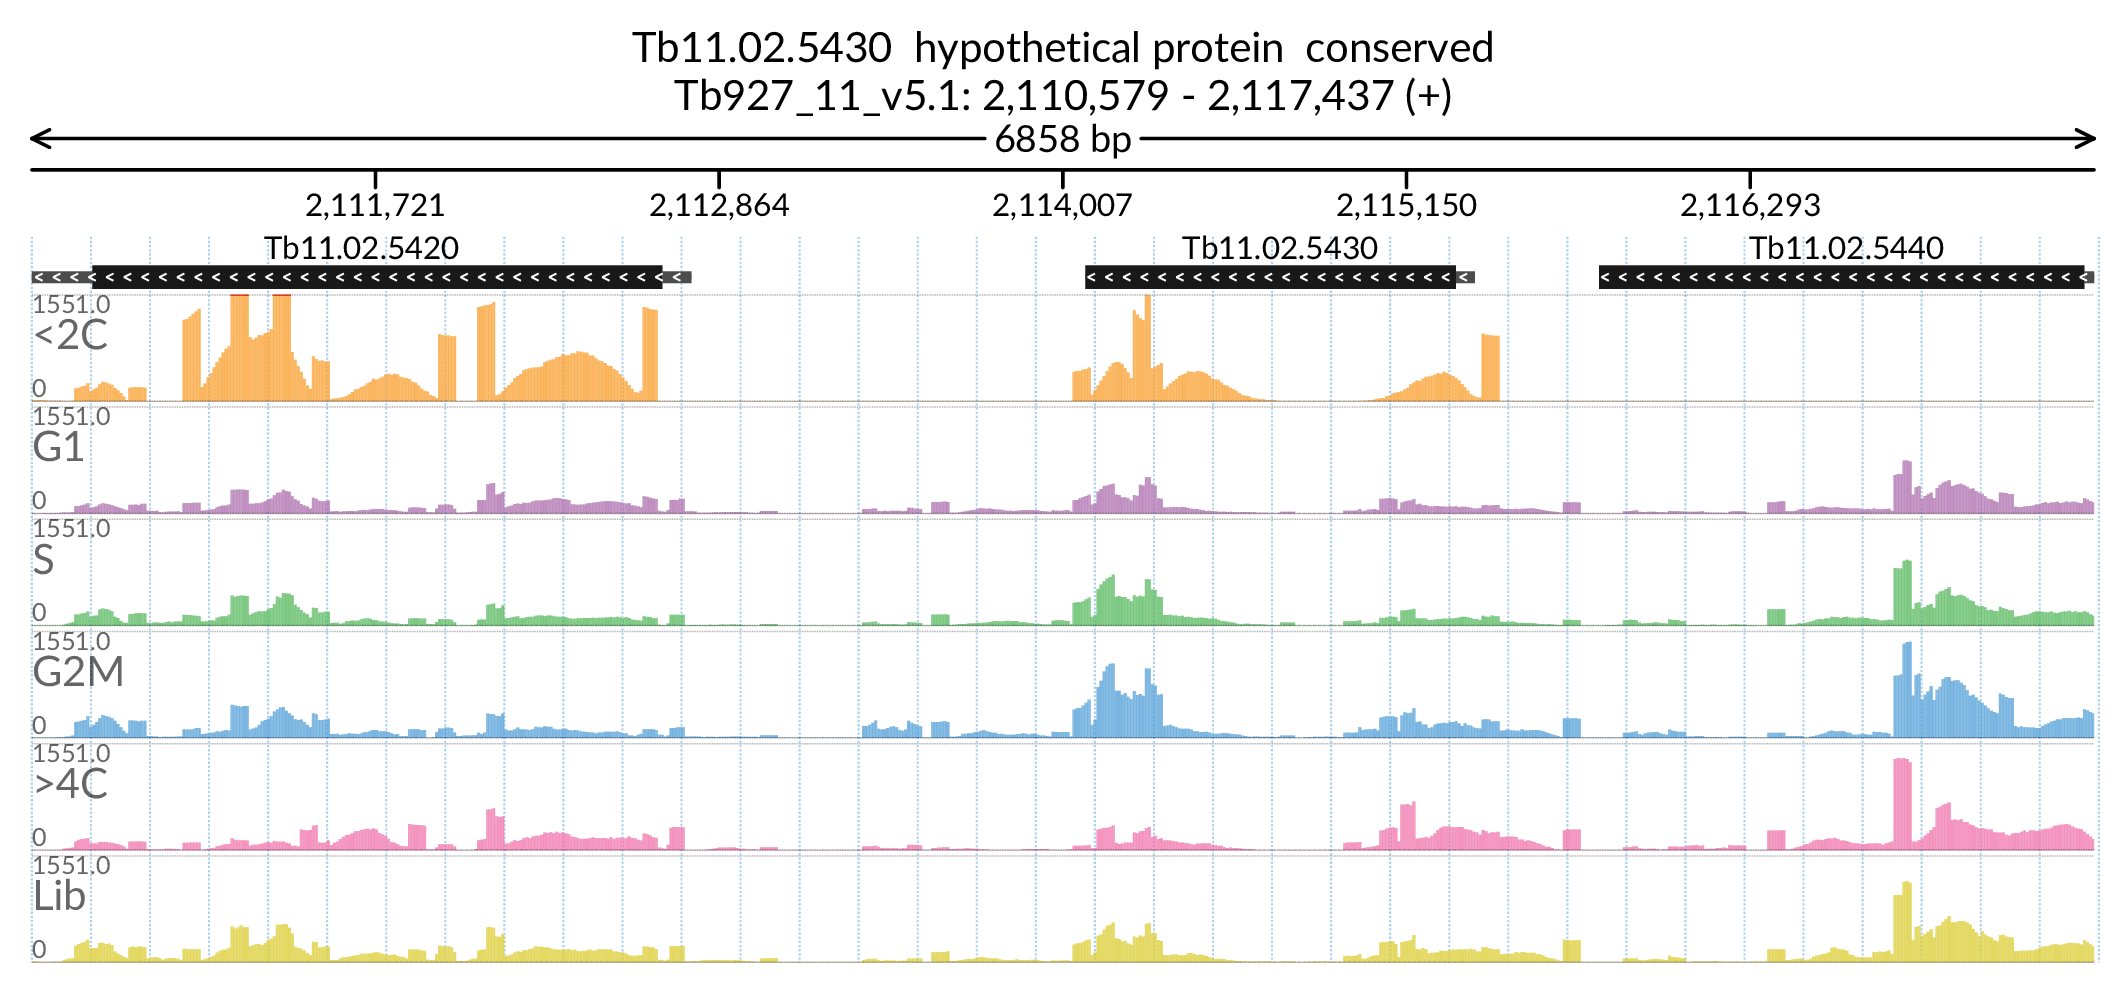 Tb11.02.5430 hypothetical protein conserved
Tb927_11_v5.1: 2,110,579 - 2,117,437 (+)
6858 bp
2,111,721 2,112,864 2,114,007 2,115,150 2,116,293
Tb11.02.5420 Tb11.02.5430 Tb11.02.5440
1551.0
<2C
0
1551.0
G1
0
1551.0
S
0
1551.0
G2M
0
1551.0
>4C
0
1551.0
Lib
0